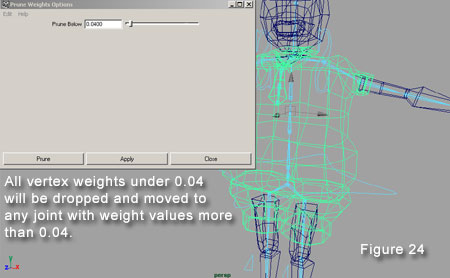 Prune Weights Options
Edit Help
Prune Below 0.0400
Prune Apply Close
All vertex weights under 0.04
will be dropped and moved to
any joint with weight values more
than 0.04.
Figure 24
y
z x
persp